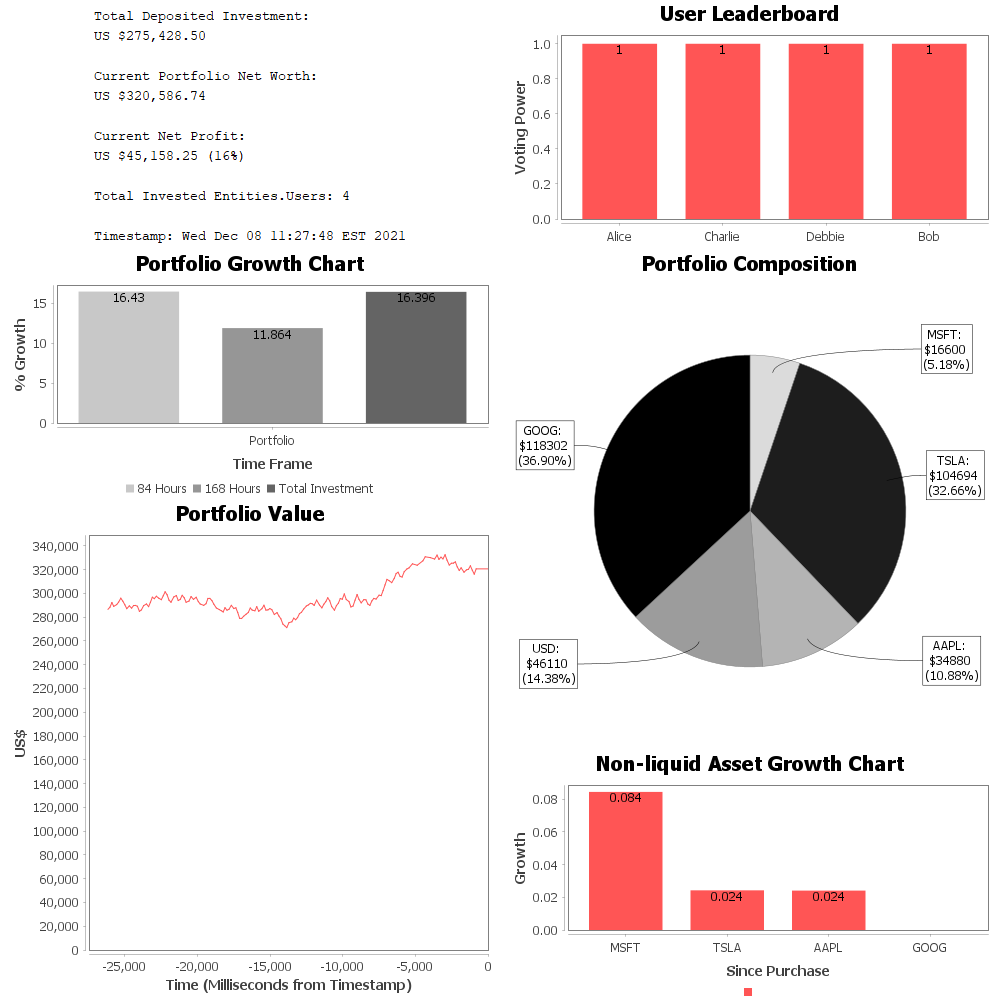 Total Deposited Investment:
US $275,428.50
Current Portfolio Net Worth:
US $320,586.74
Current Net Profit:
US $45,158.25 (16%)
Total Invested Entities.Users: 4
Timestamp: Wed Dec 08 11:27:48 EST 2021
User Leaderboard
Voting Power
1.0
0.8
0.6
0.4
0.2
0.0
1
1
1
1
Alice
Charlie
Debbie
Bob
Portfolio Growth Chart
% Growth
15
10
5
0
16.43
11.864
16.396
Portfolio
Time Frame
84 Hours
168 Hours
Total Investment
Portfolio Composition
MSFT:
$16600
(5.18%)
GOOG:
$118302
(36.90%)
TSLA:
$104694
(32.66%)
USD:
$46110
(14.38%)
AAPL:
$34880
(10.88%)
Portfolio Value
US$
340,000
320,000
300,000
280,000
260,000
240,000
220,000
200,000
180,000
160,000
140,000
120,000
100,000
80,000
60,000
40,000
20,000
0
-25,000
-20,000
-15,000
-10,000
-5,000
0
Time (Milliseconds from Timestamp)
Non-liquid Asset Growth Chart
Growth
0.08
0.06
0.04
0.02
0.00
0.084
0.024
0.024
MSFT
TSLA
AAPL
GOOG
Since Purchase